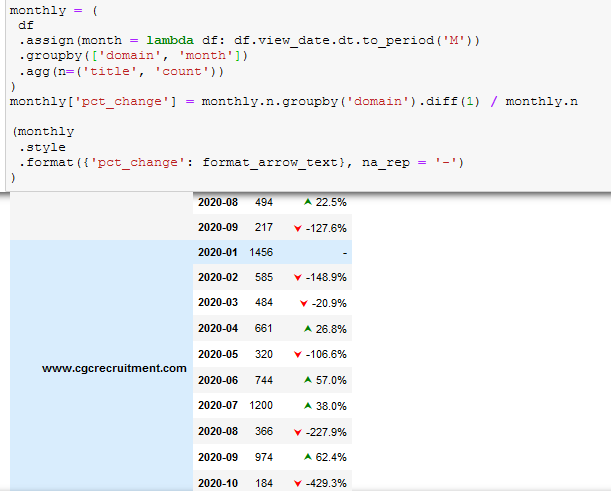 monthly = (
df
.assign(month = lambda df: df.view_date.dt.to_period('M'))
.groupby(['domain', 'month'])
.agg(n=('title', 'count'))
)
monthly['pct_change'] = monthly.n.groupby('domain').diff(1) / monthly.n
(monthly
.style
.format({'pct_change': format_arrow_text}, na_rep = '-')
)
2020-08 494 ⮝ 22.5%
2020-09 217 ⮟ -127.6%
2020-01 1456 -
2020-02 585 ⮟ -148.9%
2020-03 484 ⮟ -20.9%
2020-04 661 ⮝ 26.8%
2020-05 320 ⮟ -106.6%
www.cgcrecruitment.com
2020-06 744 ⮝ 57.0%
2020-07 1200 ⮝ 38.0%
2020-08 366 ⮟ -227.9%
2020-09 974 ⮝ 62.4%
2020-10 184 ⮟ -429.3%